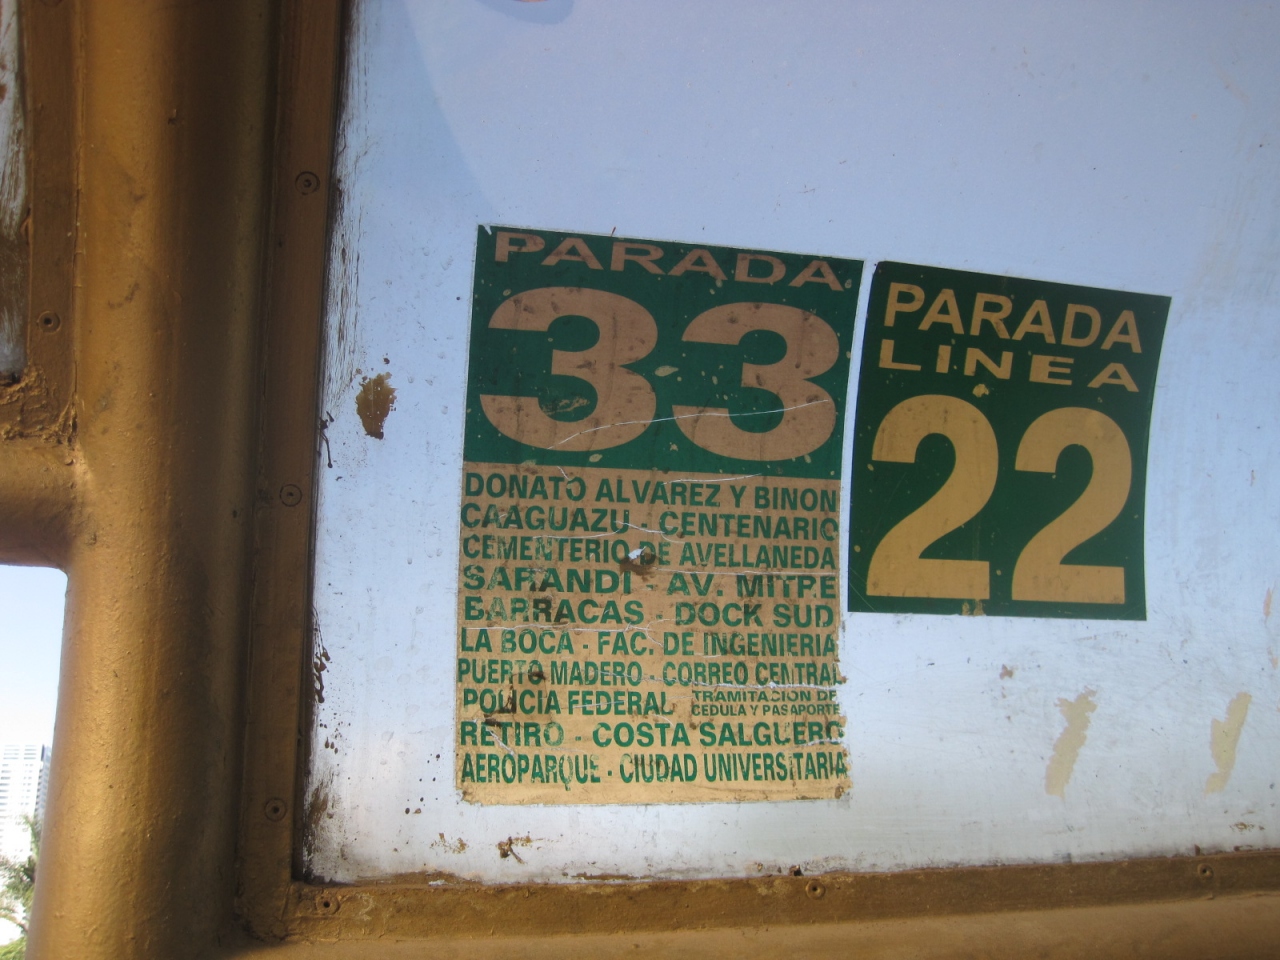 PARADA
33
DONATO ALVAREZ Y BINON
CAAGUAZU - CENTENARIO
CEMENTERIO DE AVELLANEDA
SARANDI - AV. MITRE
BARRACAS - DOCK SUD
LA BOCA - FAC. DE INGENIERIA
PUERTO MADERO - CORREO CENTRAL
POLICIA FEDERAL TRAMITACION DE
CEDULA Y PASAPORTE
RETIRO - COSTA SALGUERO
AEROPARQUE - CIUDAD UNIVERSITARIA
PARADA
LINEA
22